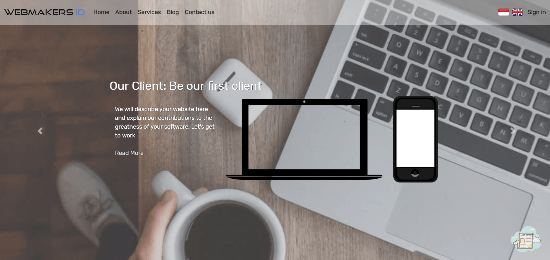 WEBMAKERS ID
Home About Services Blog Contact us
Sign in
Our Client: Be our first client
We will describe your website here
and explain our contributions to the
greatness of your software. Let's get
to work
Read More